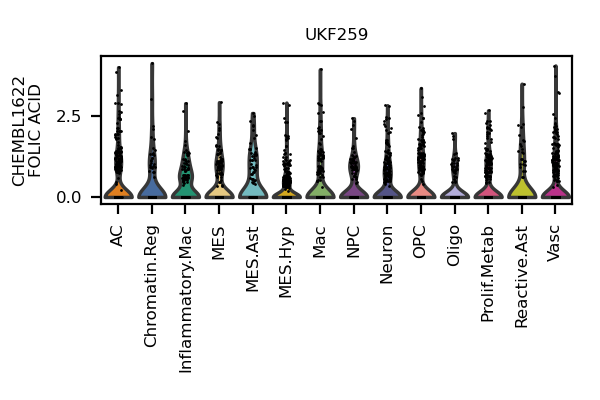 UKF259
CHEMBL1622
FOLIC ACID
2.5
0.0
AC
Chromatin.Reg
Inflammatory.Mac
MES
MES.Ast
MES.Hyp
Mac
NPC
Neuron
OPC
Oligo
Prolif.Metab
Reactive.Ast
Vasc